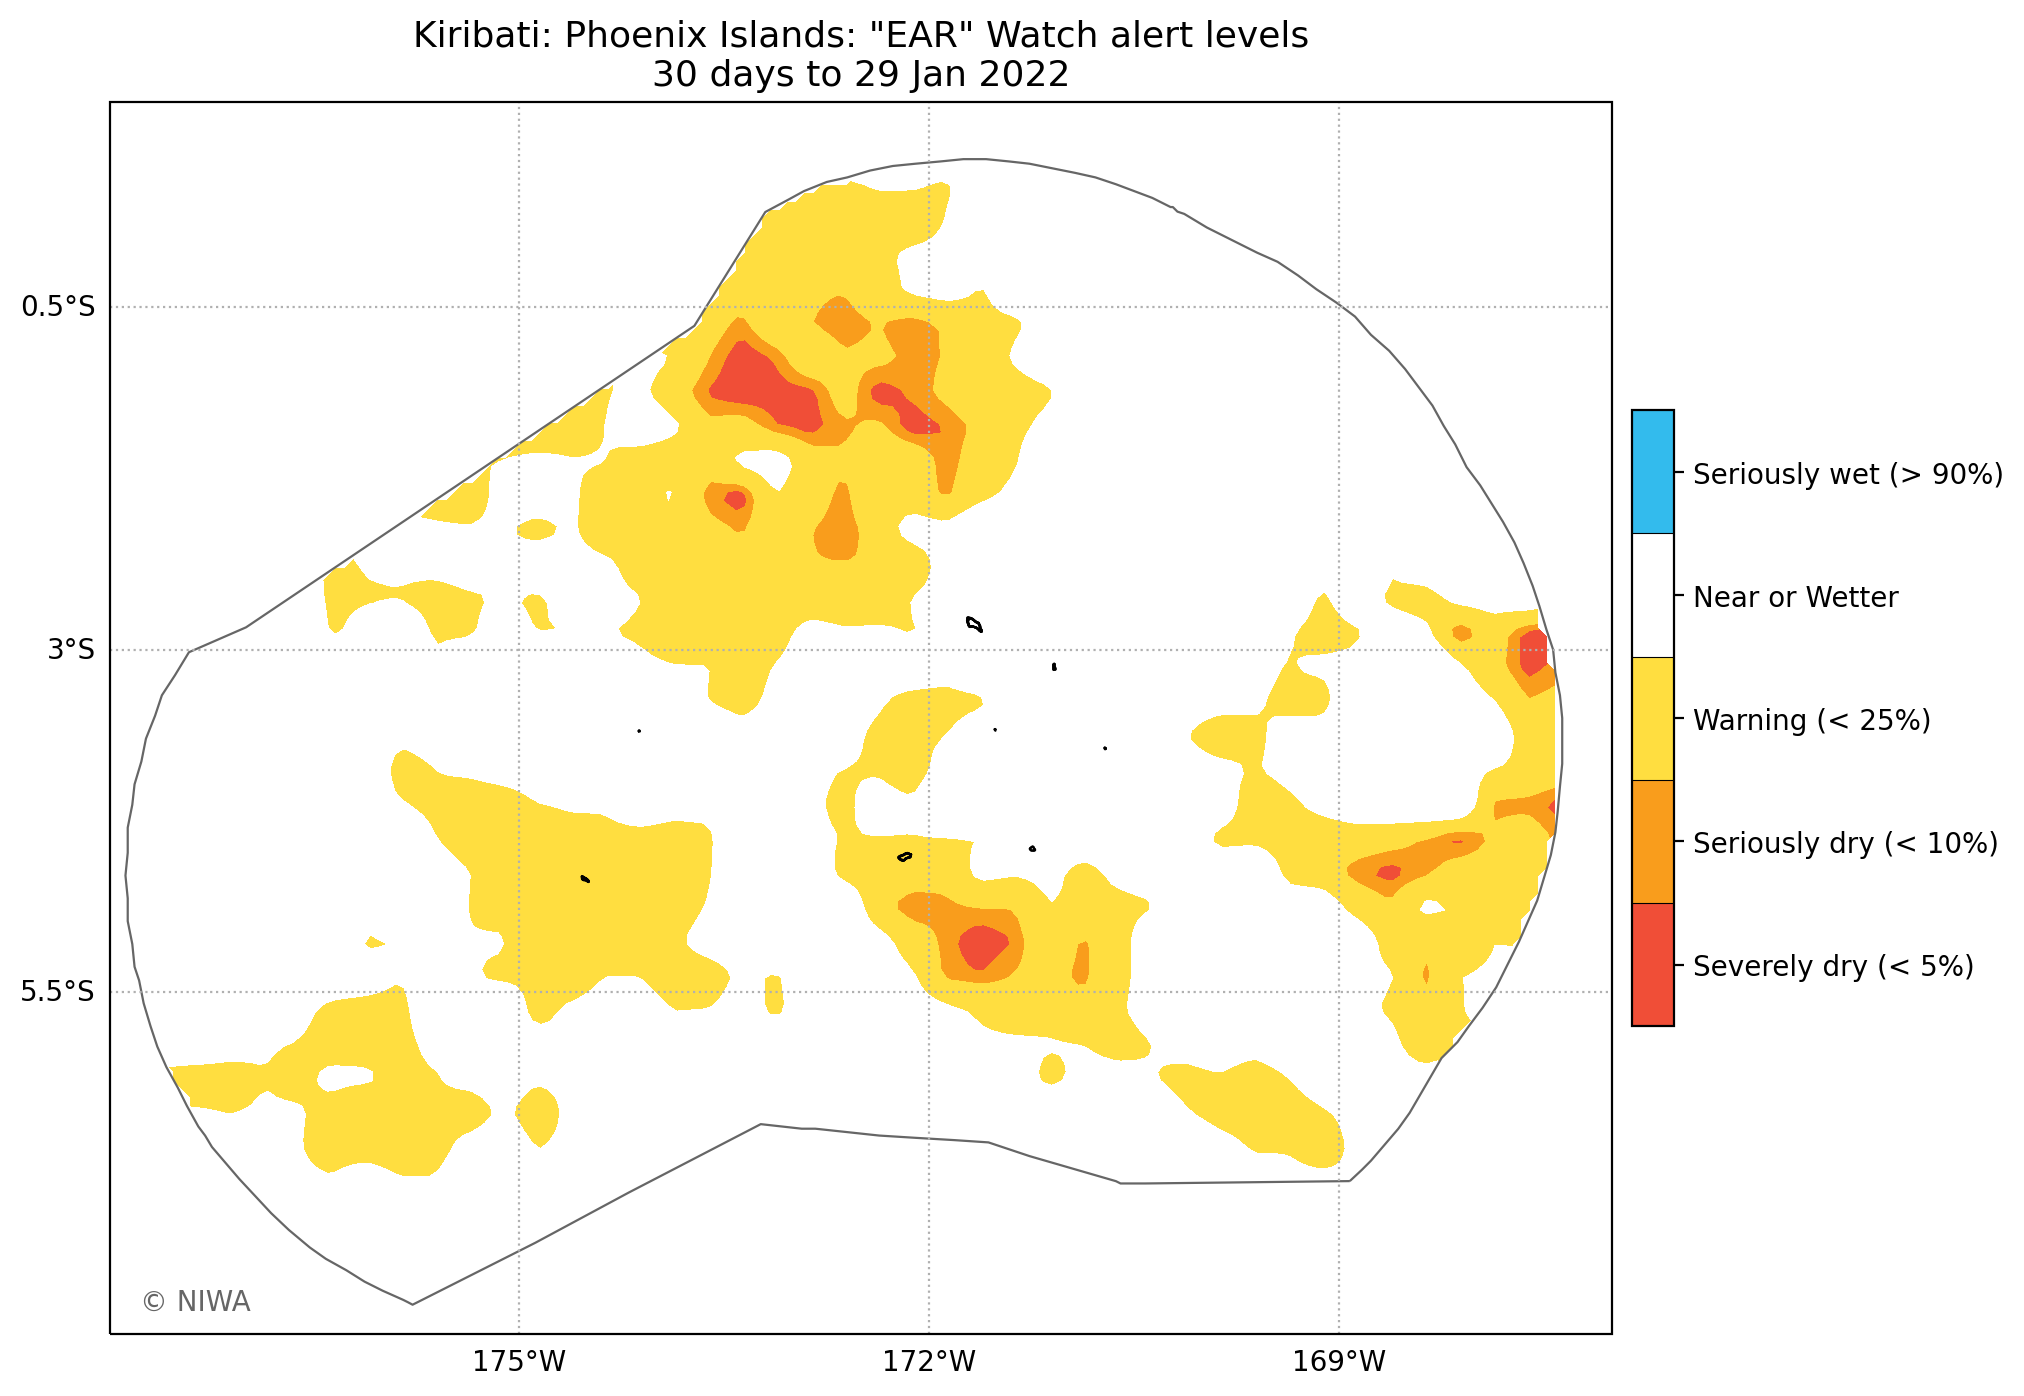 Kiribati: Phoenix Islands: "EAR" Watch alert levels
30 days to 29 Jan 2022
0.5°S
3°S
5.5°S
175°W
172°W
169°W
Seriously wet (> 90%)
Near or Wetter
Warning (< 25%)
Seriously dry (< 10%)
Severely dry (< 5%)
© NIWA